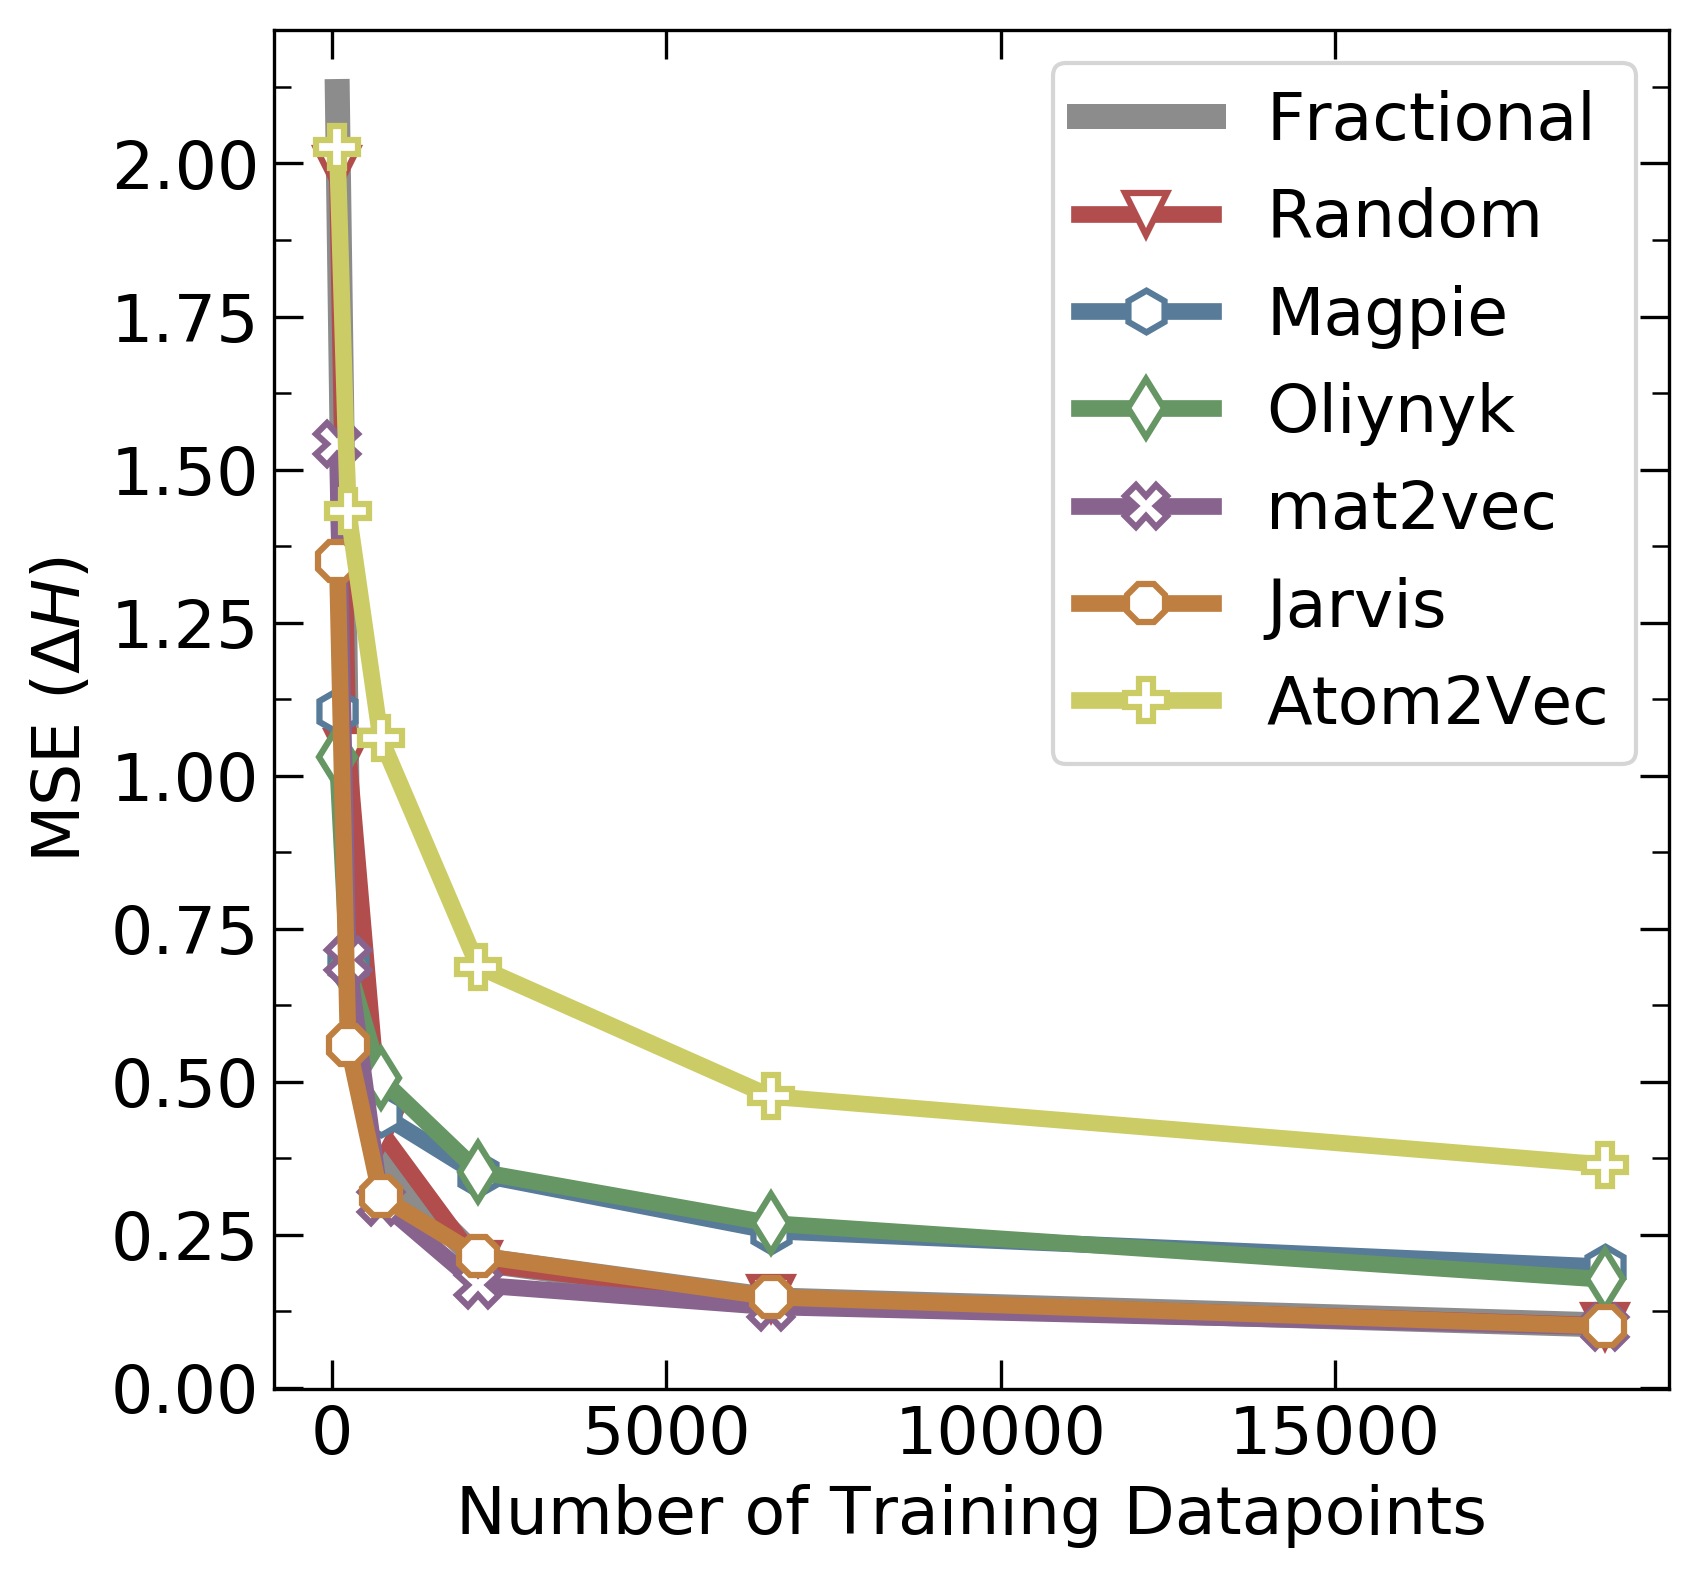 MSE (ΔH)
2.00
1.75
1.50
1.25
1.00
0.75
0.50
0.25
0.00
0 5000 10000 15000
Number of Training Datapoints
Fractional
Random
Magpie
Oliynyk
mat2vec
Jarvis
Atom2Vec